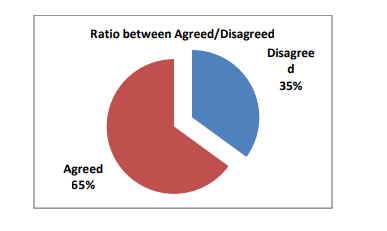 Ratio between Agreed/Disagreed
Disagree
d
35%
Agreed
65%